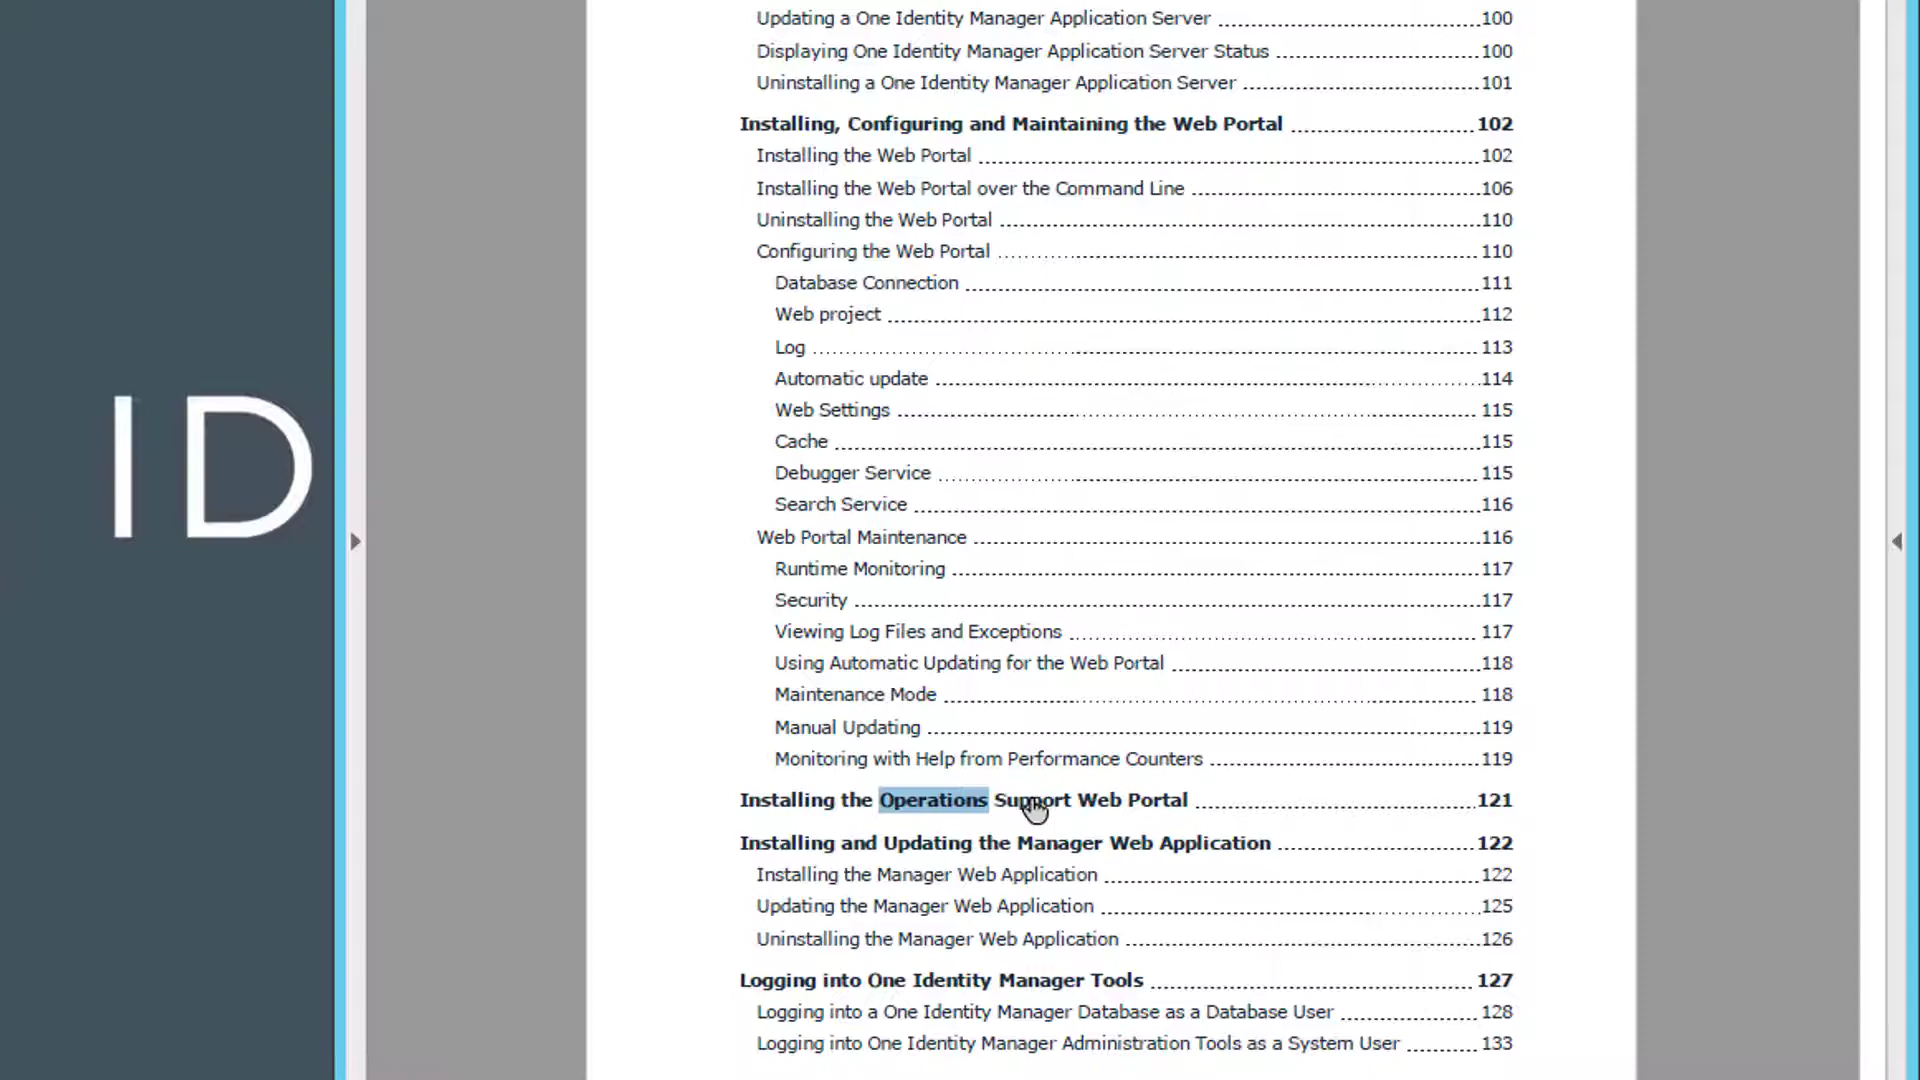 Updating a One Identity Manager Application Server 100
Displaying One Identity Manager Application Server Status 100
Uninstalling a One Identity Manager Application Server 101
Installing, Configuring and Maintaining the Web Portal 102
Installing the Web Portal 102
Installing the Web Portal over the Command Line 106
Uninstalling the Web Portal 110
Configuring the Web Portal 110
Database Connection 111
Web project 112
Log 113
Automatic update 114
Web Settings 115
Cache 115
Debugger Service 115
Search Service 116
Web Portal Maintenance 116
Runtime Monitoring 117
Security 117
Viewing Log Files and Exceptions 117
Using Automatic Updating for the Web Portal 118
Maintenance Mode 118
Manual Updating 119
Monitoring with Help from Performance Counters 119
Installing the Operations Support Web Portal 121
Installing and Updating the Manager Web Application 122
Installing the Manager Web Application 122
Updating the Manager Web Application 125
Uninstalling the Manager Web Application 126
Logging into One Identity Manager Tools 127
Logging into a One Identity Manager Database as a Database User 128
Logging into One Identity Manager Administration Tools as a System User 133
ID